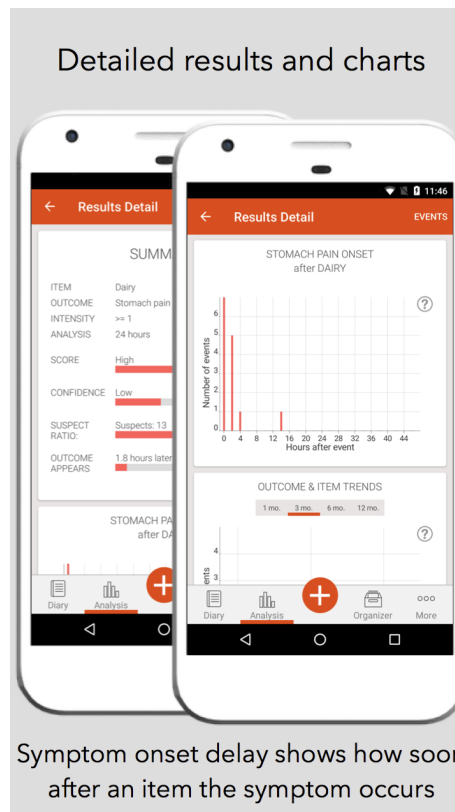 Detailed results and charts
Results Detail
SUMM
ITEM Dairy
OUTCOME Stomach pain
INTENSITY >= 1
ANALYSIS 24 hours
SCORE High
CONFIDENCE Low
SUSPECT RATIO: Suspects: 13
OUTCOME APPEARS 1.8 hours later
STOMACH PA
after DA
Diary Analysis
11:46
Results Detail EVENTS
STOMACH PAIN ONSET
after DAIRY
?
Number of events
6
5
4
3
2
1
0
0 4 8 12 16 20 24 28 32 36 40 44
Hours after event
OUTCOME & ITEM TRENDS
1 mo. 3 mo. 6 mo. 12 mo.
?
4
3
ents
Diary Analysis + Organizer More
Symptom onset delay shows how soon
after an item the symptom occurs